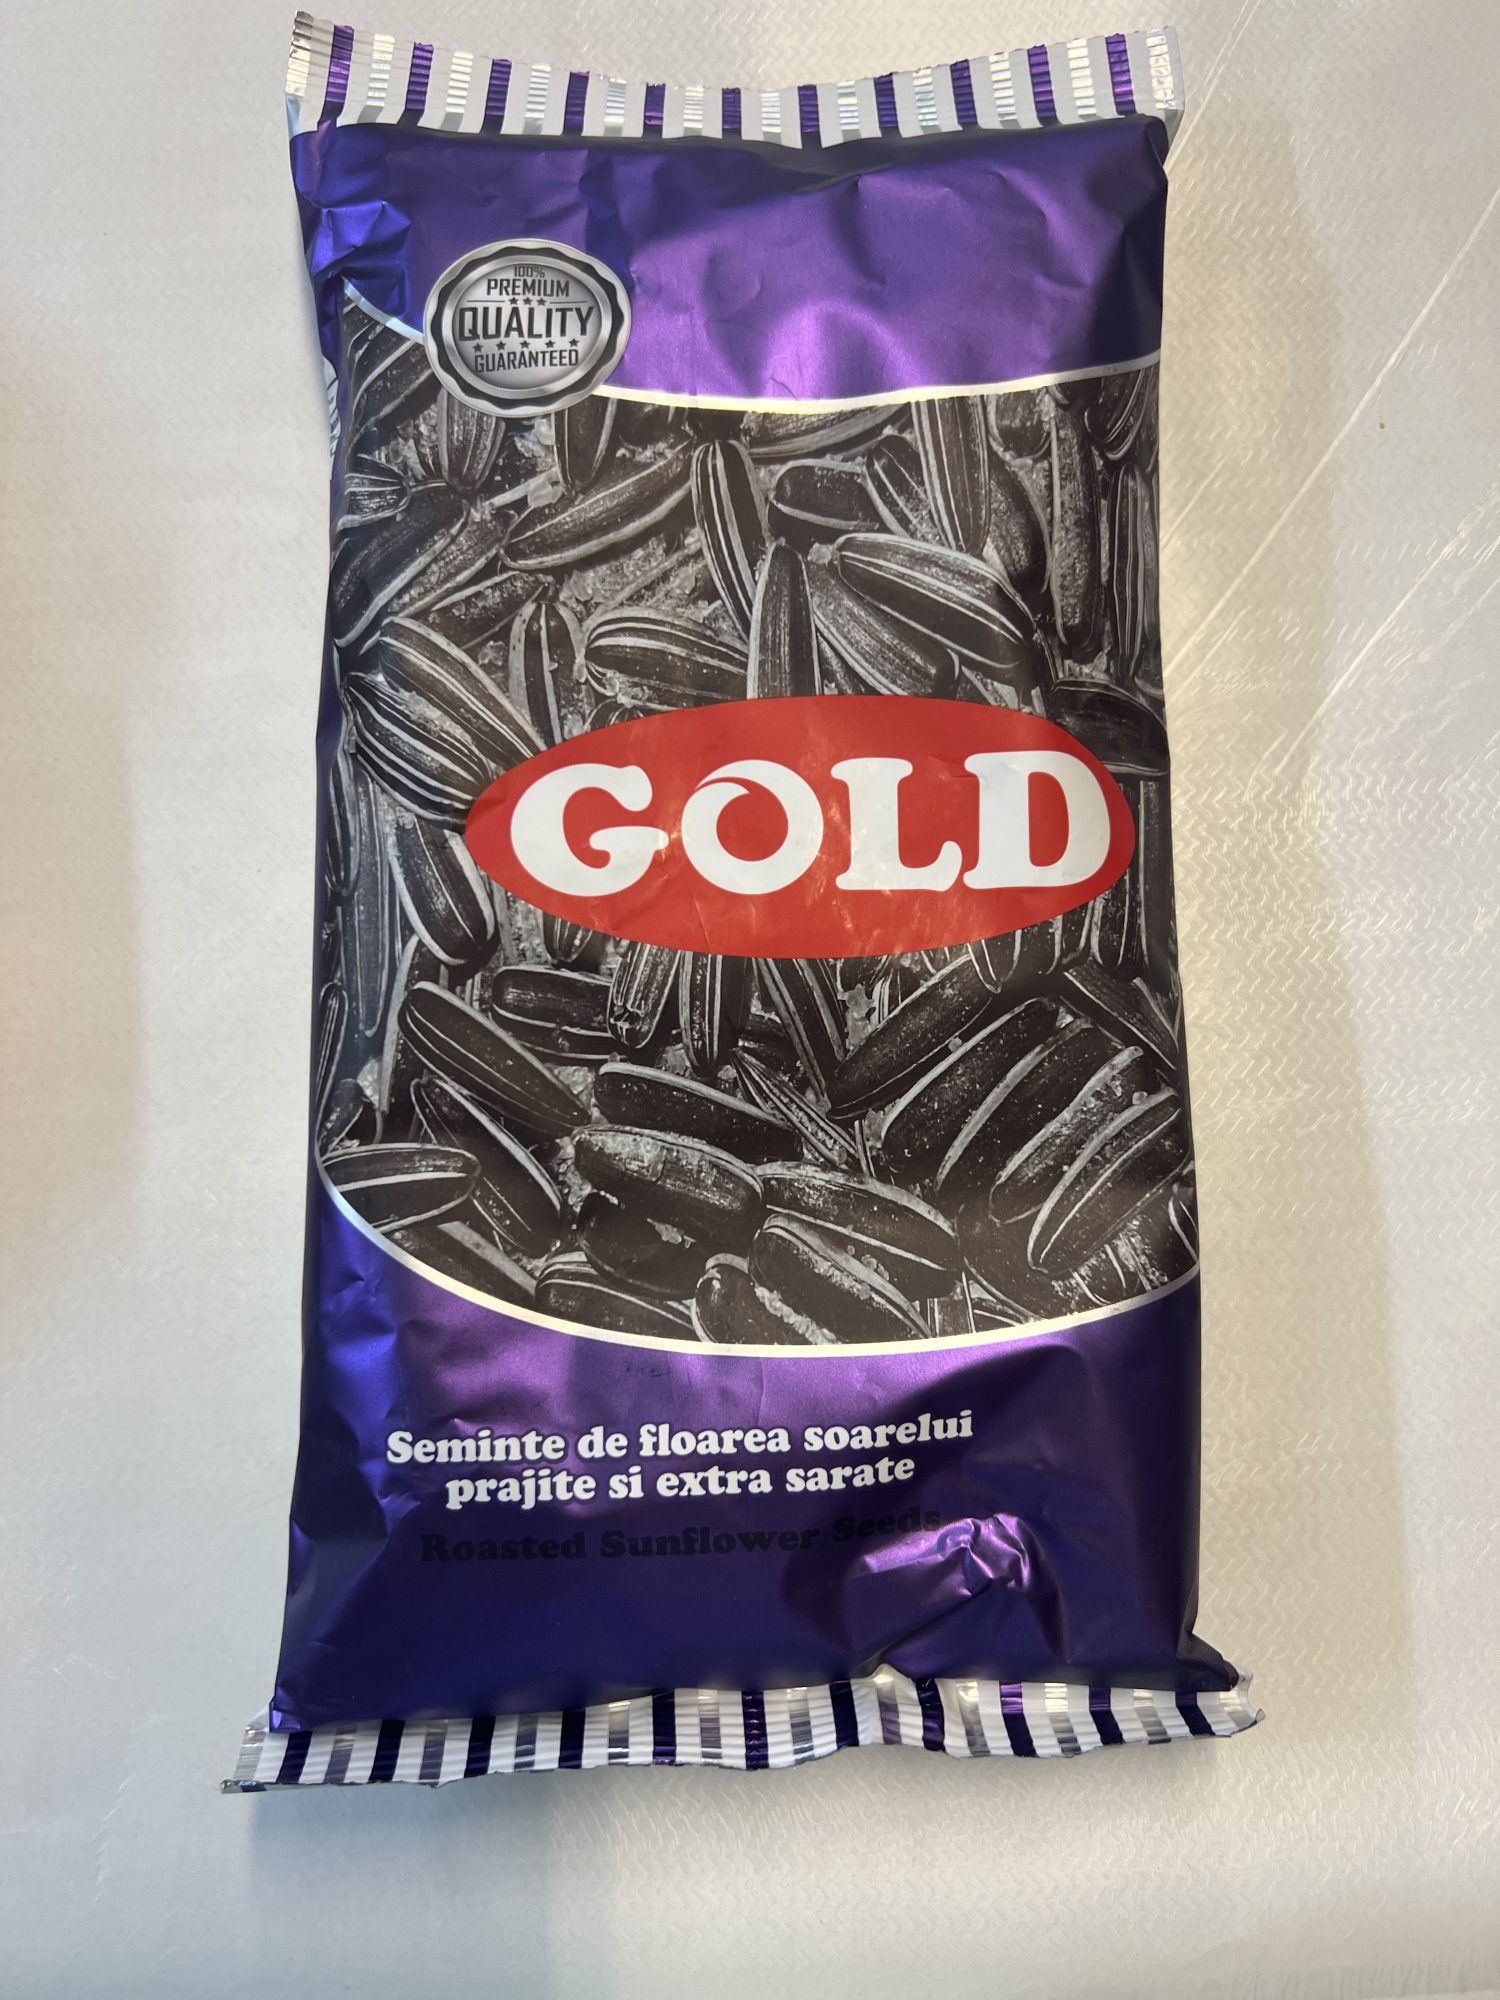 100%
PREMIUM
QUALITY
GUARANTEED
GOLD
Seminte de floarea soarelui
prajite si extra sarate
Roasted Sunflower Seeds